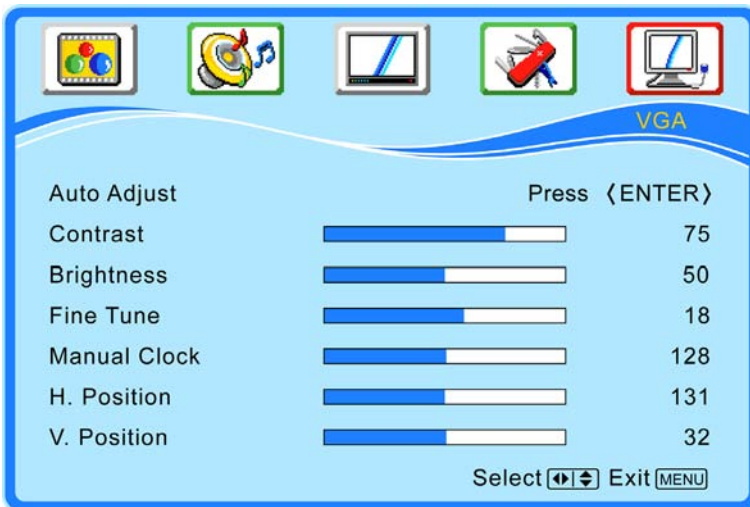 VGA
Auto Adjust Press 〈ENTER〉
Contrast 75
Brightness 50
Fine Tune 18
Manual Clock 128
H. Position 131
V. Position 32
Select Exit MENU